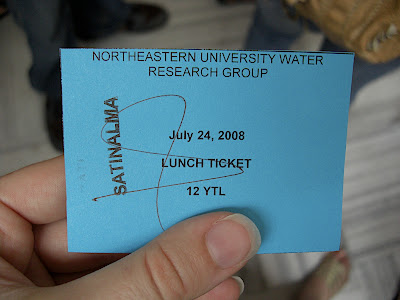 NORTHEASTERN UNIVERSITY WATER
RESEARCH GROUP
SATINALMA
July 24, 2008
LUNCH TICKET
12 YTL